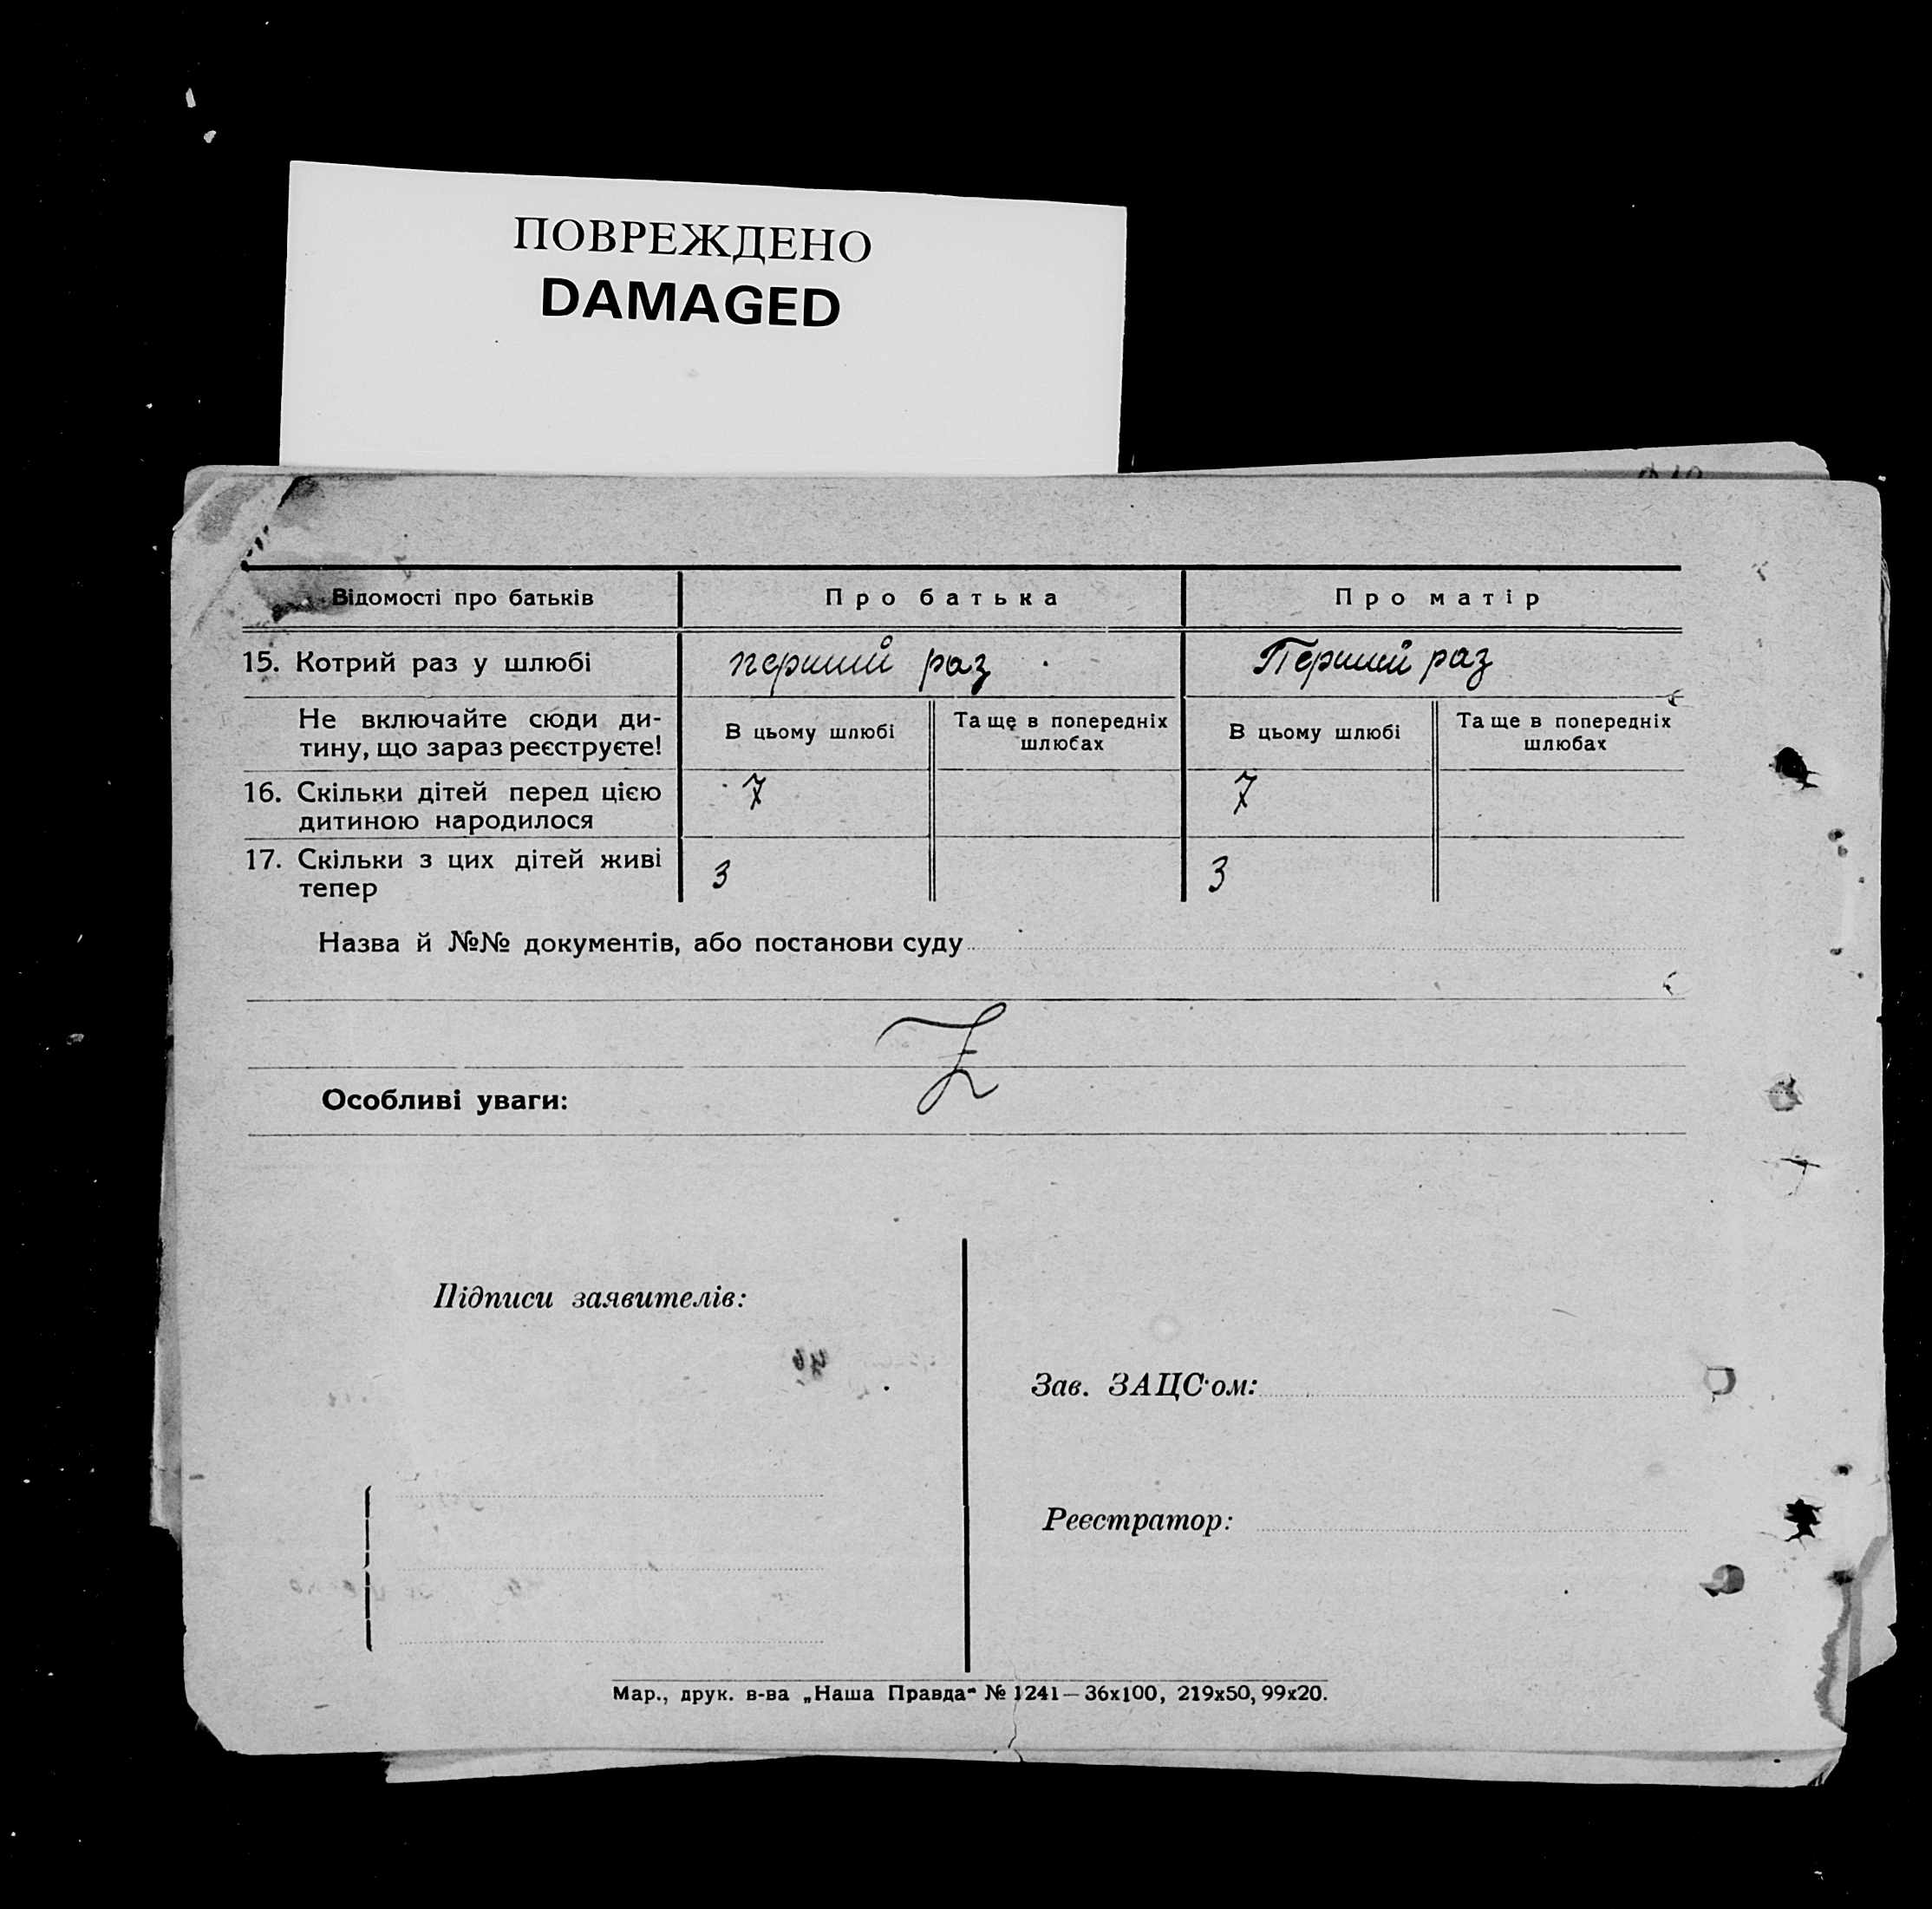 ПОВРЕЖДЕНО
DAMAGED
Відомості про батьків
Про батька
Про матір
15. Котрий раз у шлюбі
перший раз
Перший раз
Не включайте сюди ди-
тину, що зараз реєструєте!
В цьому шлюбі
Та ще в попередніх
шлюбах
В цьому шлюбі
Та ще в попередніх
шлюбах
16. Скільки дітей перед цією
дитиною народилося
7
7
17. Скільки з цих дітей живі
тепер
3
3
Назва й №№ документів, або постанови суду
Z
Особливі уваги:
Підписи заявителів:
Зав. ЗАЦС'ом:
Реєстратор:
Мар., друк. в-ва „Наша Правда" № 1241—36х100, 219х50, 99х20.